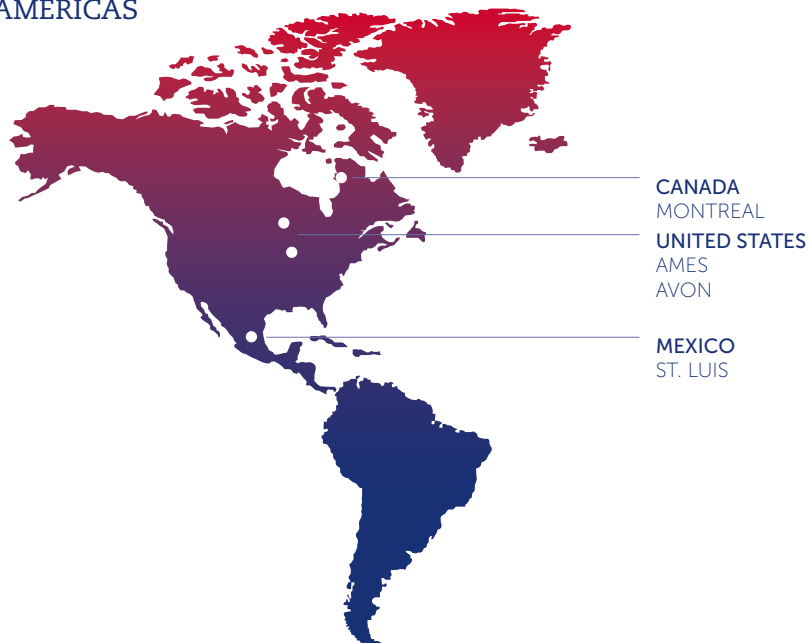 AMERICAS
CANADA
MONTREAL
UNITED STATES
AMES
AVON
MEXICO
ST. LUIS